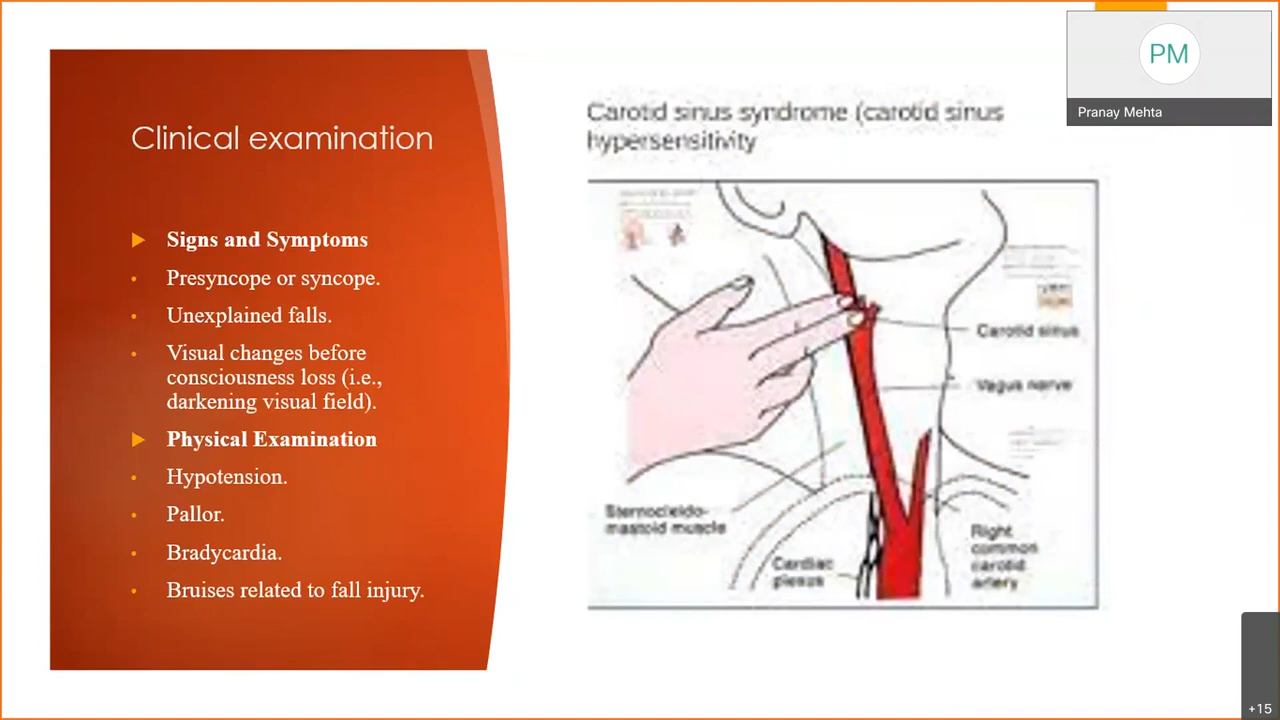 Clinical examination
Signs and Symptoms
Presyncope or syncope.
Unexplained falls.
Visual changes before
consciousness loss (i.e.,
darkening visual field).
Physical Examination
Hypotension.
Pallor.
Bradycardia.
Bruises related to fall injury.
Carotid sinus syndrome (carotid sinus
hypersensitivity
Carotid sinus
Vagus nerve
Sternocleido-
mastoid muscle
Cardiac
plexus
Right
common
carotid
artery
PM
Pranay Mehta
+15